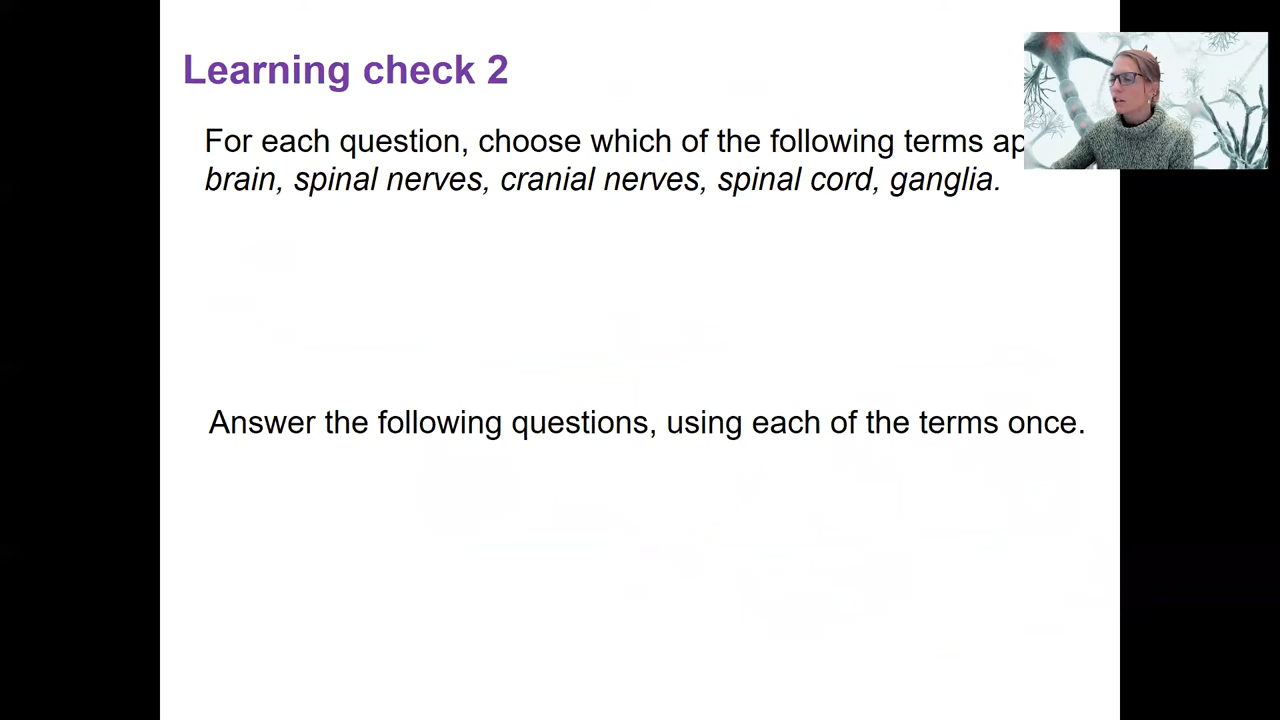 Learning check 2
For each question, choose which of the following terms
brain, spinal nerves, cranial nerves, spinal cord, ganglia.
Answer the following questions, using each of the terms once.